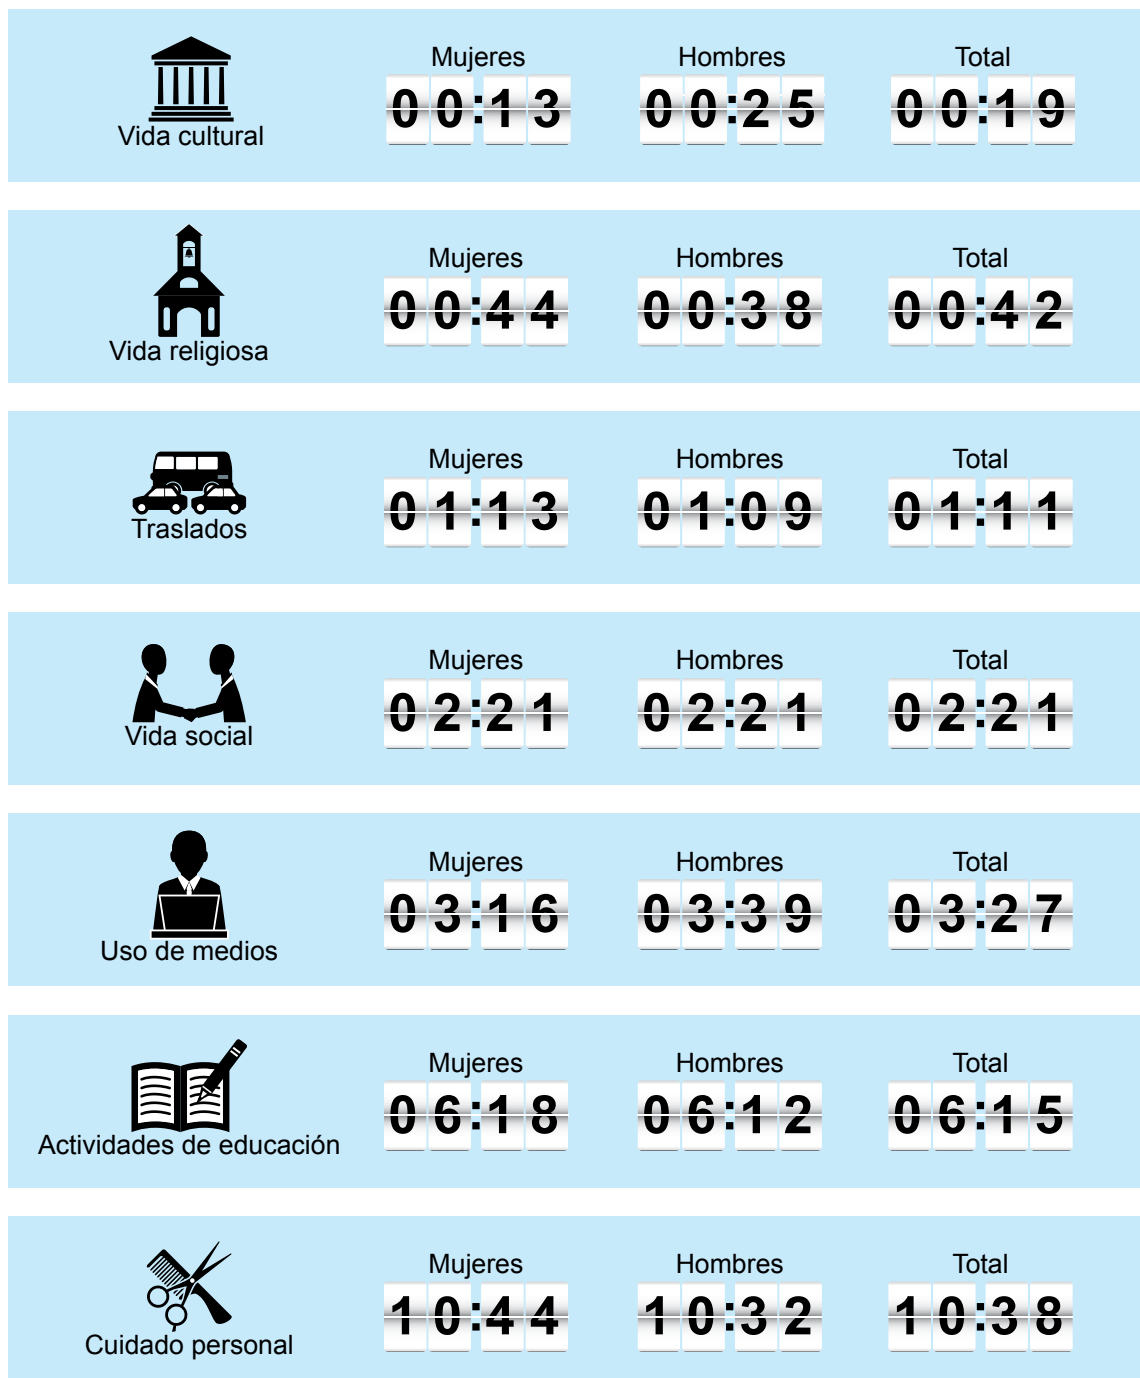 Mujeres Hombres Total
00:13 00:25 00:19
Vida cultural
Mujeres Hombres Total
00:44 00:38 00:42
Vida religiosa
Mujeres Hombres Total
01:13 01:09 01:11
Traslados
Mujeres Hombres Total
02:21 02:21 02:21
Vida social
Mujeres Hombres Total
03:16 03:39 03:27
Uso de medios
Mujeres Hombres Total
06:18 06:12 06:15
Actividades de educación
Mujeres Hombres Total
10:44 10:32 10:38
Cuidado personal